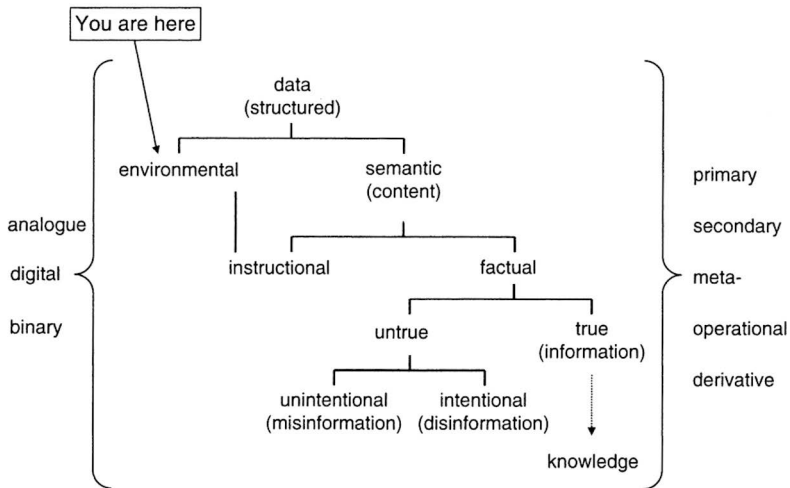 You are here
data
(structured)
environmental
semantic
(content)
primary
analogue
secondary
instructional
factual
digital
meta-
binary
untrue
true
(information)
operational
unintentional
(misinformation)
intentional
(disinformation)
derivative
knowledge